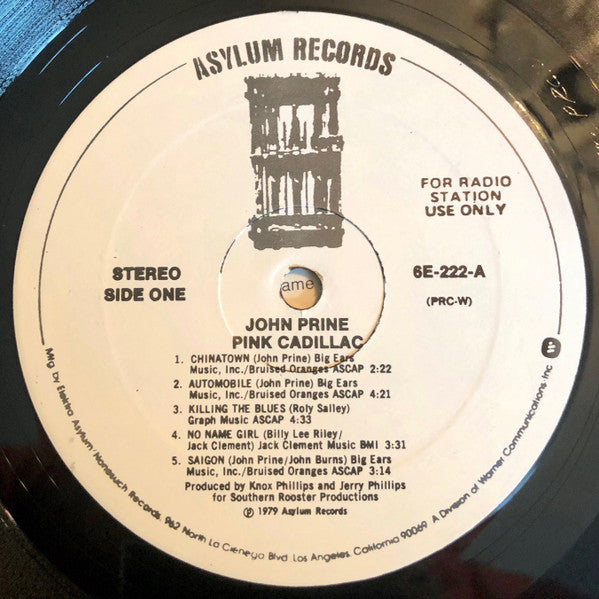 ASYLUM RECORDS
FOR RADIO
STATION
USE ONLY
STEREO
SIDE ONE
6E-222-A
(PRC-W)
ame
JOHN PRINE
PINK CADILLAC
1. CHINATOWN (John Prine) Big Ears
Music, Inc./Bruised Oranges ASCAP 2:22
2. AUTOMOBILE (John Prine) Big Ears
Music, Inc./Bruised Oranges ASCAP 4:21
3. KILLING THE BLUES (Roly Salley)
Graph Music ASCAP 4:33
4. NO NAME GIRL (Billy Lee Riley/
Jack Clement) Jack Clement Music BMI 3:31
5. SAIGON (John Prine/John Burns) Big Ears
Music, Inc./Bruised Oranges ASCAP 3:14
Produced by Knox Phillips and Jerry Phillips
for Southern Rooster Productions
℗ 1979 Asylum Records
Mfg. by Elektra/Asylum/Nonesuch Records 962 North La Cienega Blvd. Los Angeles, California 90069 A Division of Warner Communications Inc